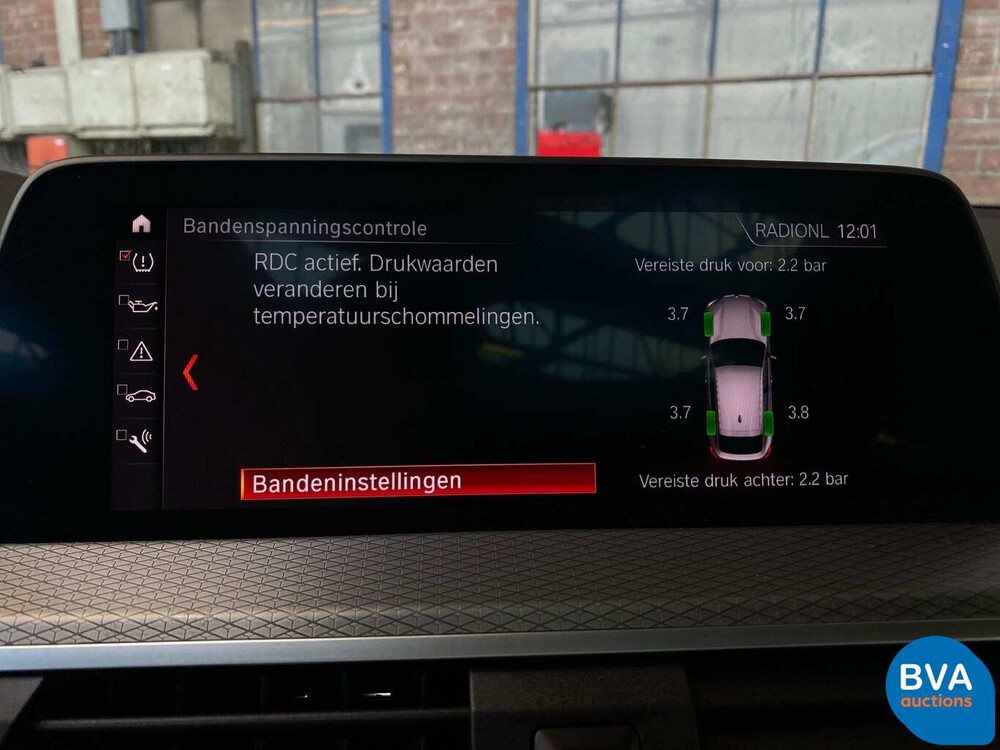 Bandenspanningscontrole
RADIONL 12:01
RDC actief. Drukwaarden
veranderen bij
temperatuurschommelingen.
Vereiste druk voor: 2.2 bar
3.7 3.7
3.7 3.8
Bandeninstellingen
Vereiste druk achter: 2.2 bar
BVA
auctions